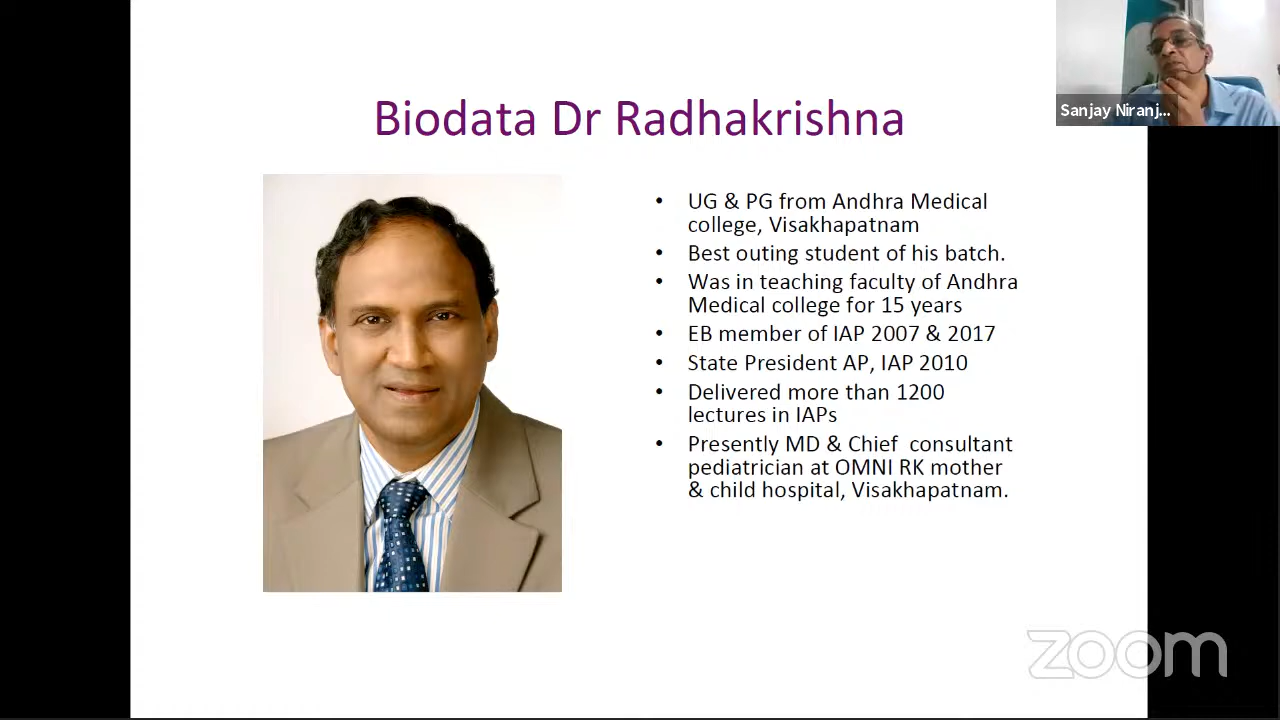 Biodata Dr Radhakrishna
Sanjay Niranj...
• UG & PG from Andhra Medical
college, Visakhapatnam
• Best outing student of his batch.
• Was in teaching faculty of Andhra
Medical college for 15 years
• EB member of IAP 2007 & 2017
• State President AP, IAP 2010
• Delivered more than 1200
lectures in IAPs
• Presently MD & Chief  consultant
pediatrician at OMNI RK mother
& child hospital, Visakhapatnam.
zoom